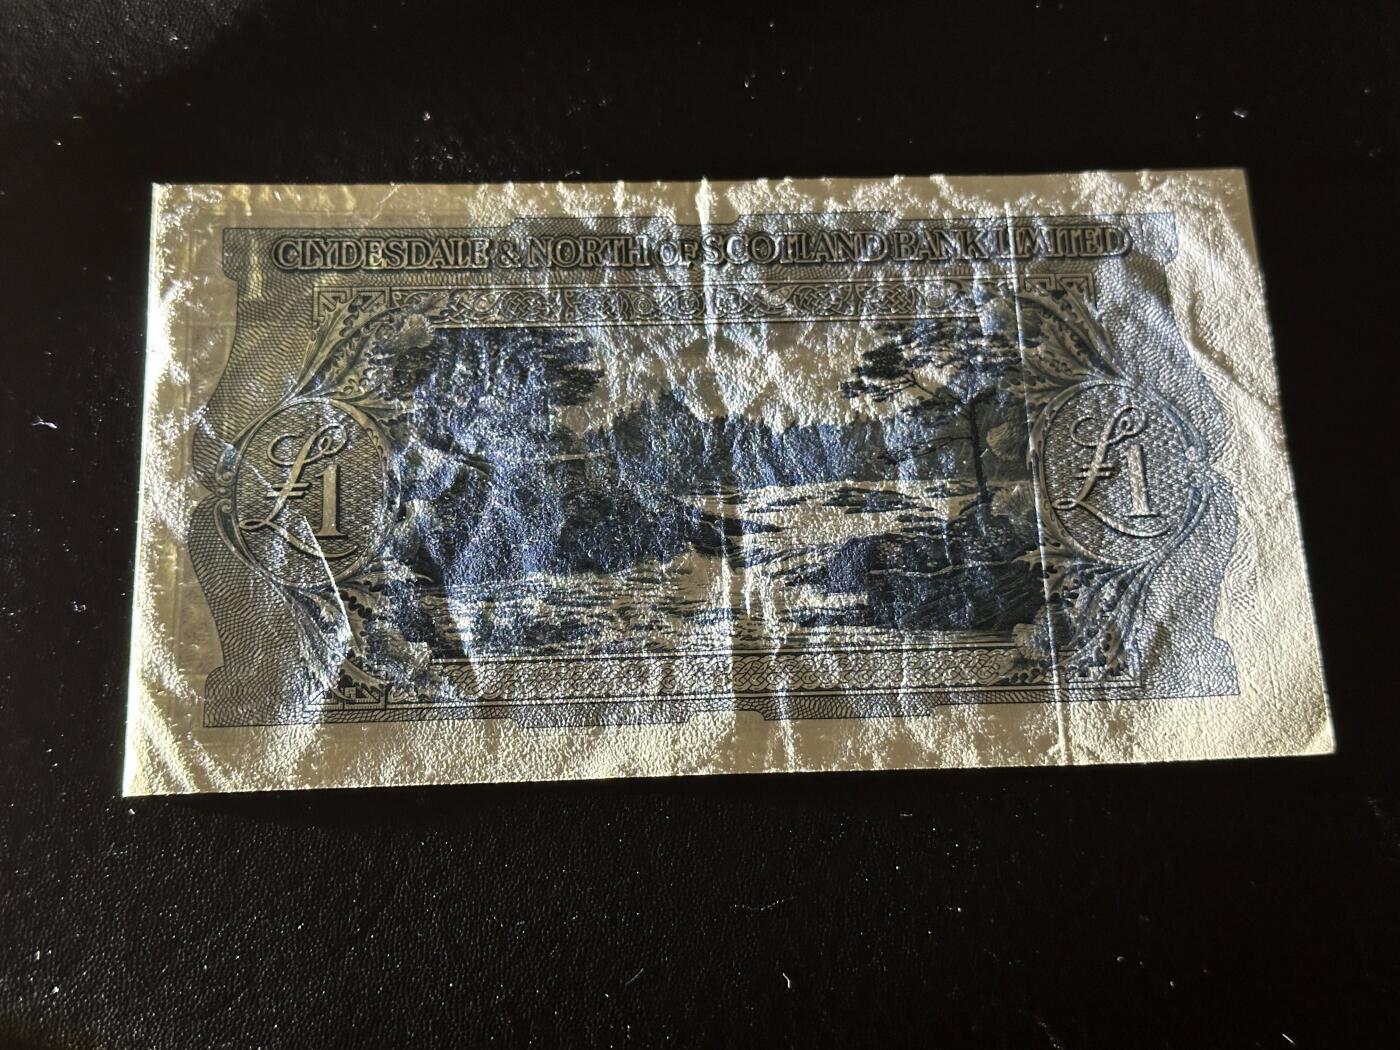 CLYDESDALE & NORTH OF SCOTLAND BANK LIMITED
£1 £1